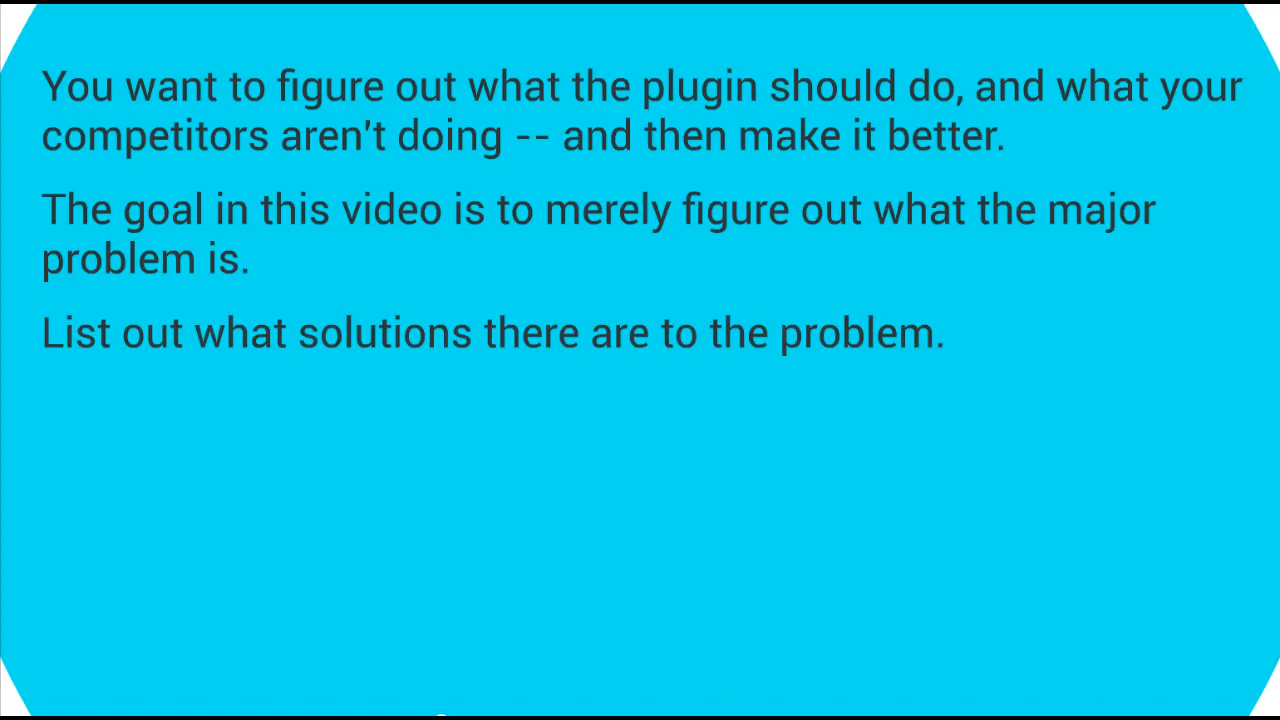 You want to figure out what the plugin should do, and what your
competitors aren't doing -- and then make it better.
The goal in this video is to merely figure out what the major
problem is.
List out what solutions there are to the problem.